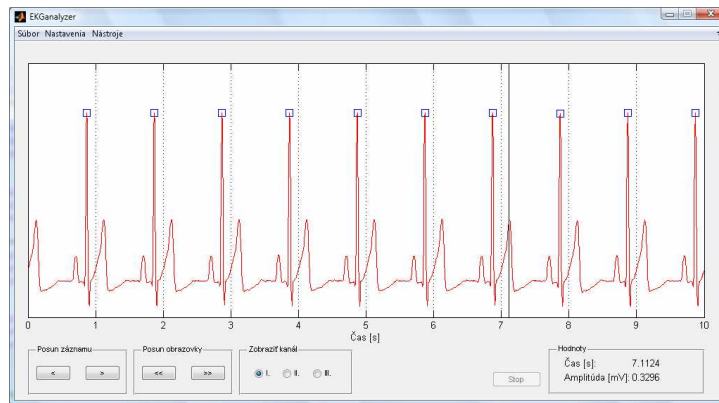 EKGanalyzer
Súbor Nastavenia Nástroje
0 1 2 3 4 5 6 7 8 9 10
Čas [s]
Posun záznamu
< >
Posun obrazovky
<< >>
Zobraziť kanál
I. II. III.
Stop
Hodnoty
Čas [s]: 7.1124
Amplitúda [mV]: 0.3296